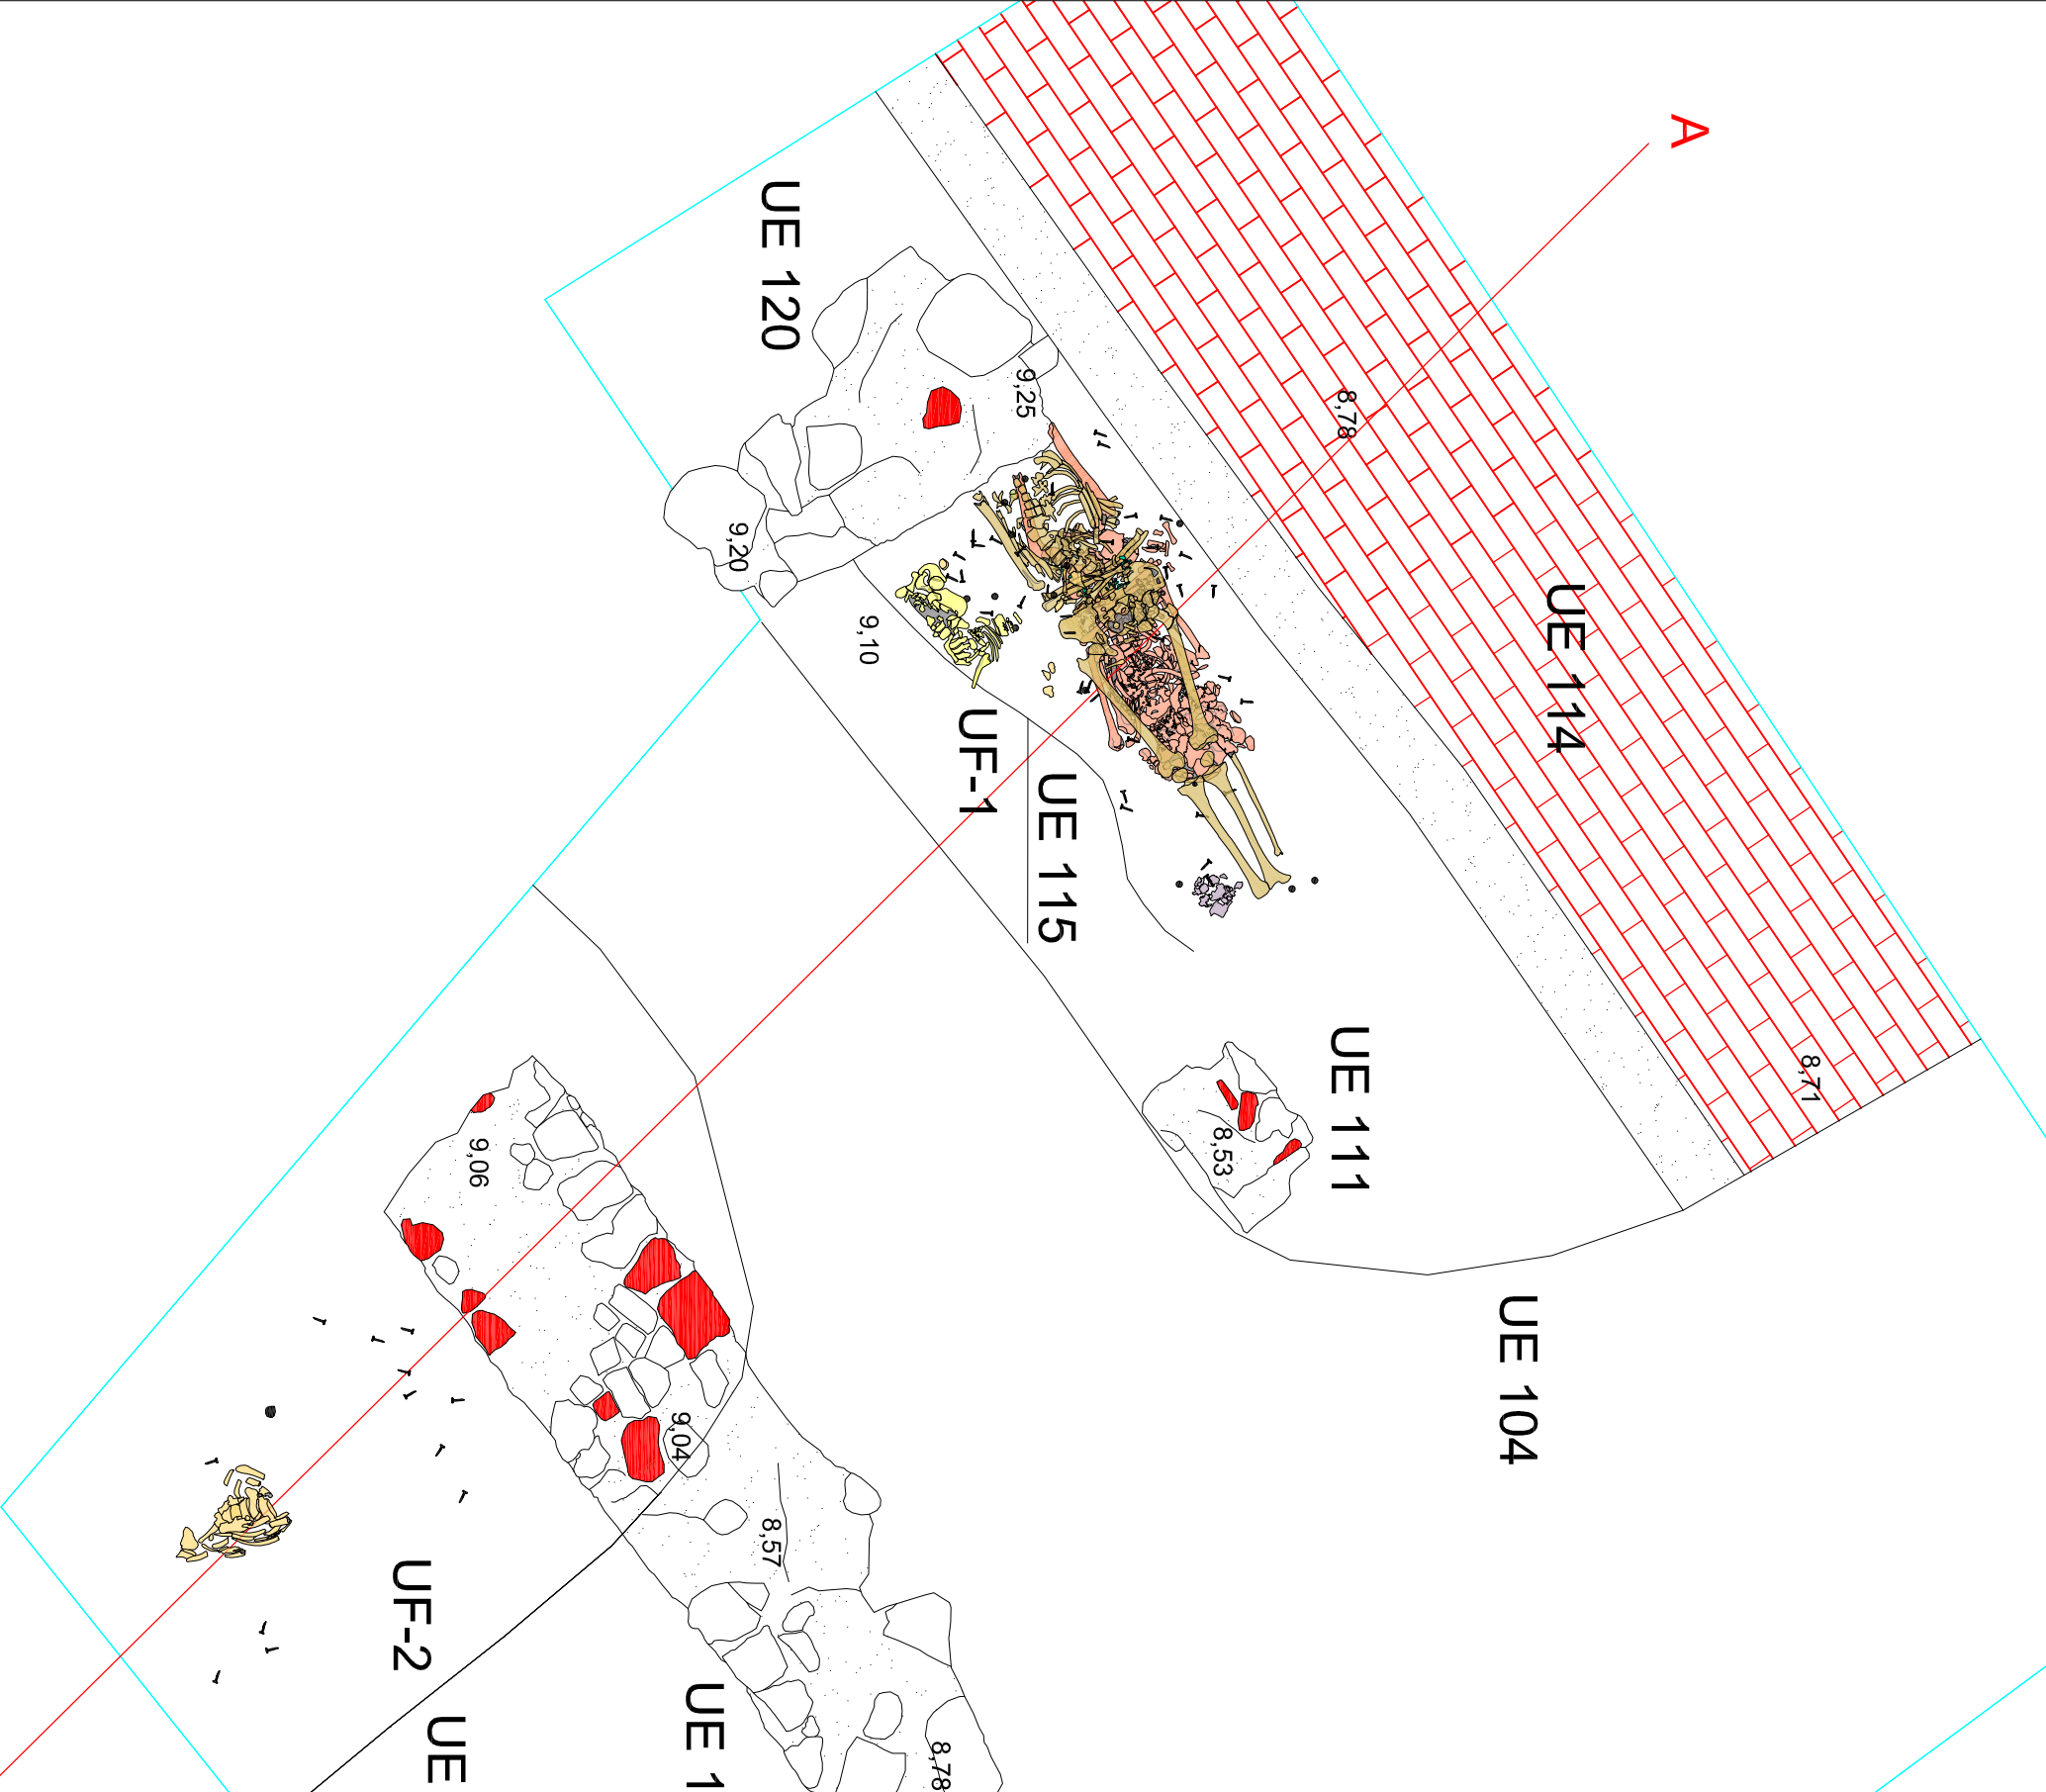 A
UE 120
9,25
8,78
UE 114
9,20
9,10
UF-1
UE 115
UE 111
8,71
8,53
9,06
UE 104
9,04
8,57
UF-2
UE 1
UE
8,78